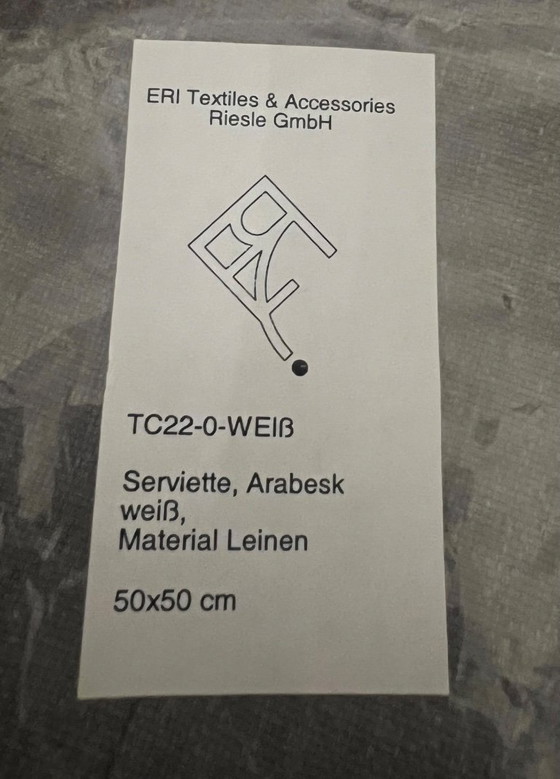 ERI Textiles & Accessories
Riesle GmbH
TC22-0-WEIß
Serviette, Arabesk
weiß,
Material Leinen
50x50 cm